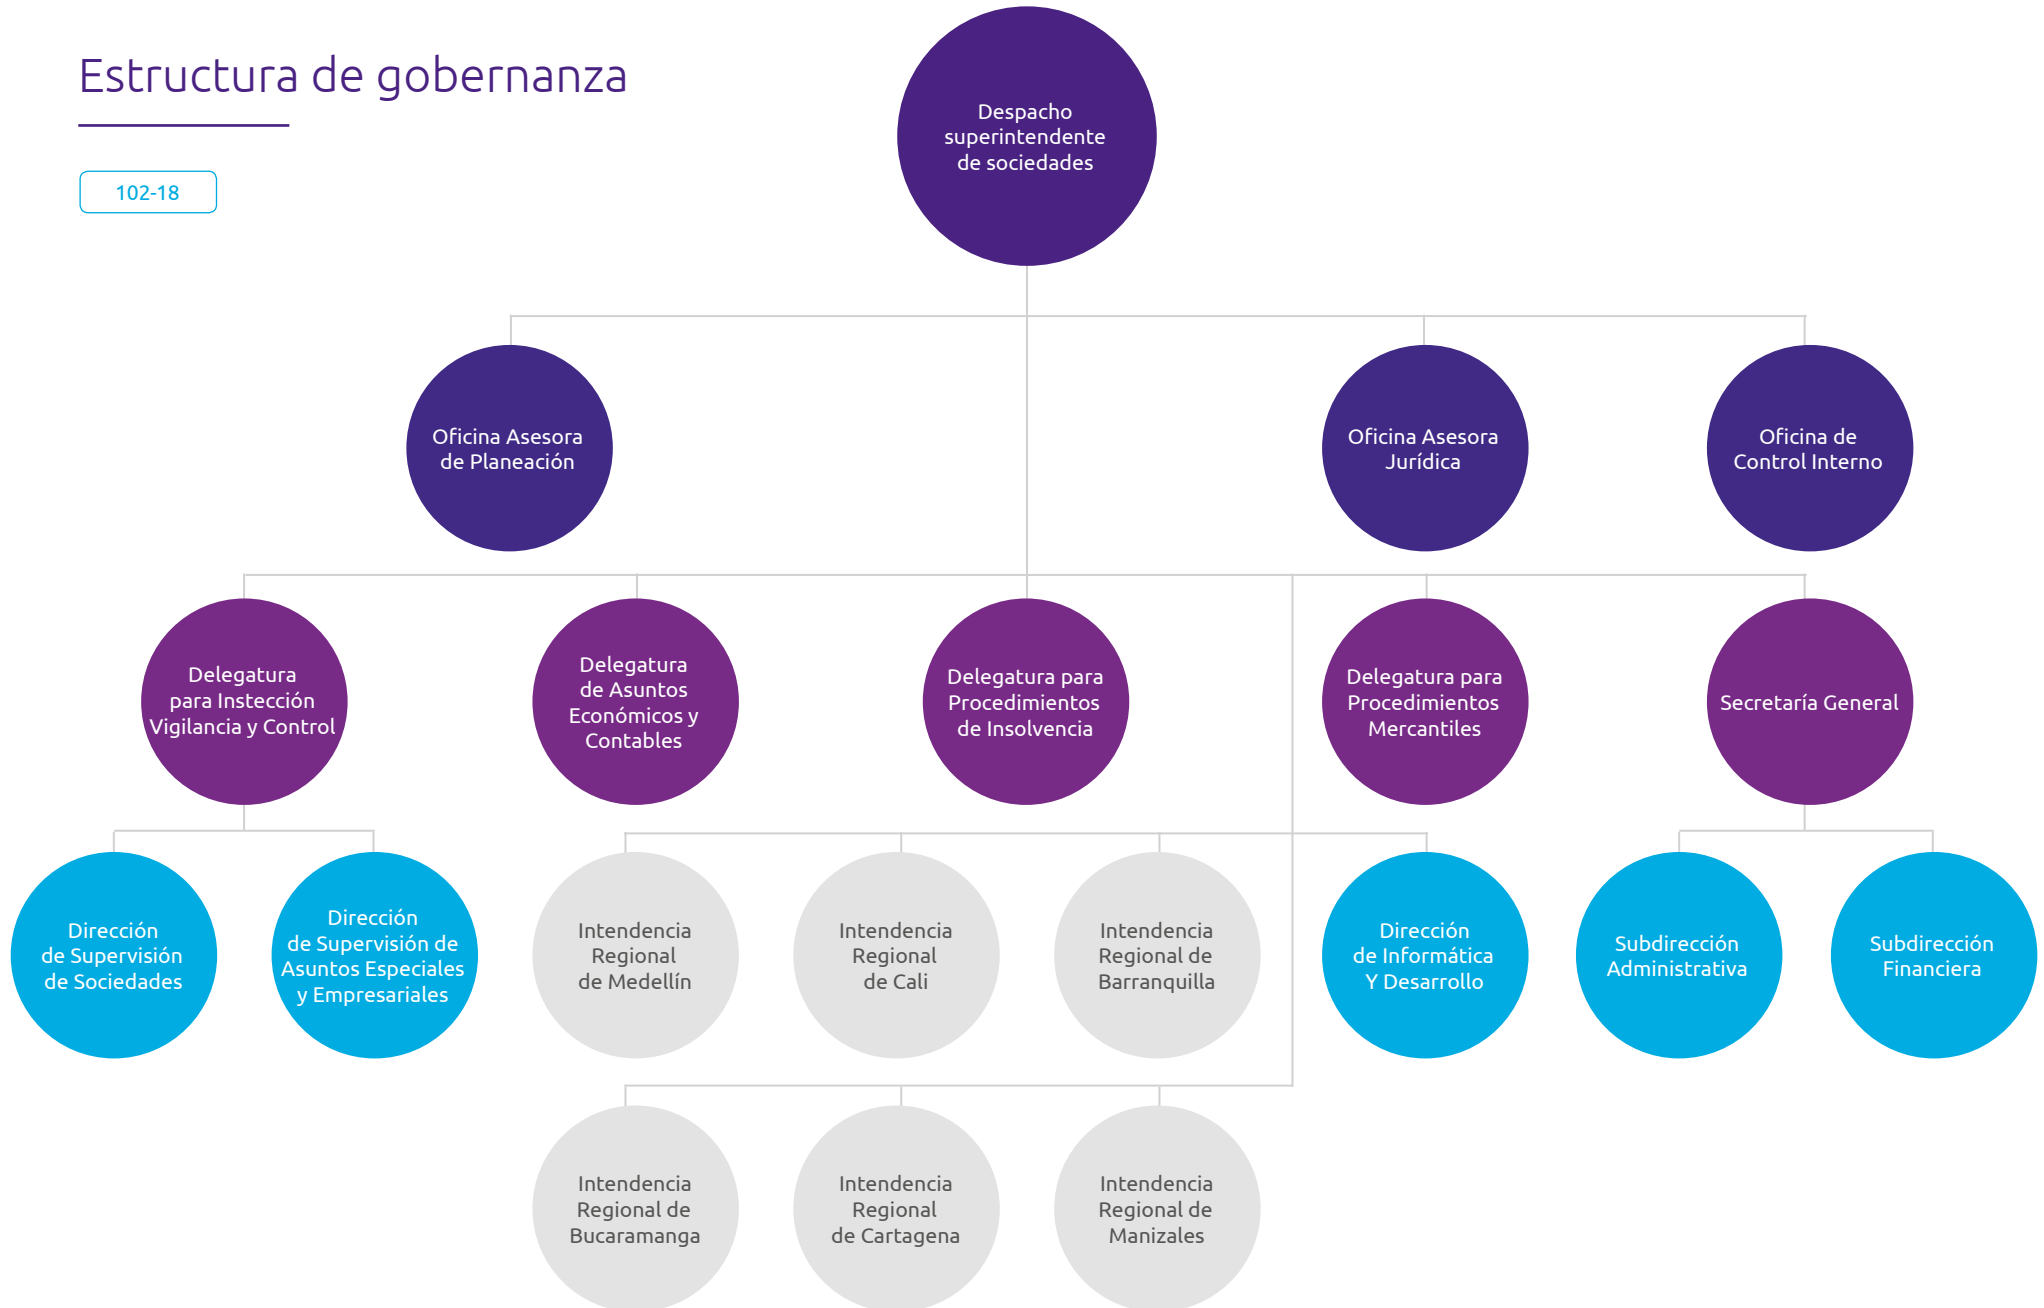 Estructura de gobernanza
102-18
Despacho
superintendente
de sociedades
Oficina Asesora
de Planeación
Oficina Asesora
Jurídica
Oficina de
Control Interno
Delegatura
para Instección
Vigilancia y Control
Delegatura
de Asuntos
Económicos y
Contables
Delegatura para
Procedimientos
de Insolvencia
Delegatura para
Procedimientos
Mercantiles
Secretaría General
Dirección
de Supervisión
de Sociedades
Dirección
de Supervisión de
Asuntos Especiales
y Empresariales
Intendencia
Regional
de Medellín
Intendencia
Regional
de Cali
Intendencia
Regional de
Barranquilla
Dirección
de Informática
Y Desarrollo
Subdirección
Administrativa
Subdirección
Financiera
Intendencia
Regional de
Bucaramanga
Intendencia
Regional
de Cartagena
Intendencia
Regional de
Manizales